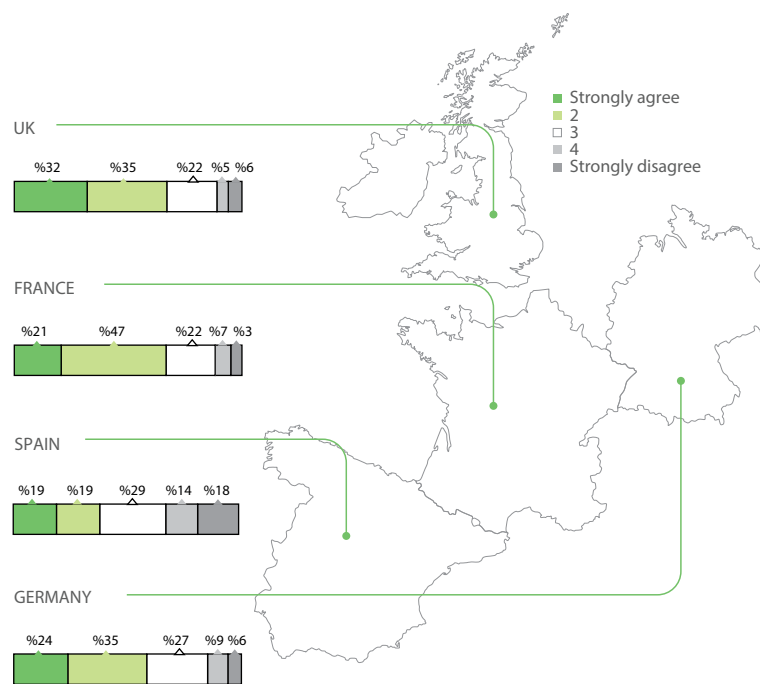 Strongly agree
2
3
4
Strongly disagree
UK
%32 %35 %22 %5 %6
FRANCE
%21 %47 %22 %7 %3
SPAIN
%19 %19 %29 %14 %18
GERMANY
%24 %35 %27 %9 %6